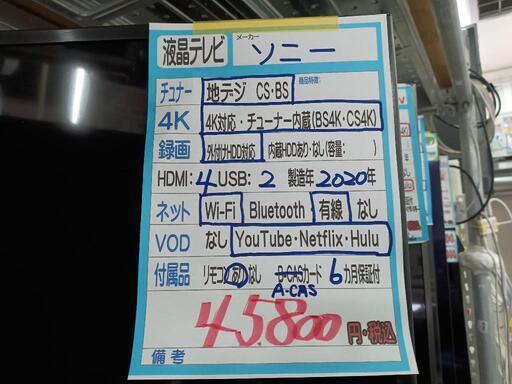 液晶テレビ メーカー ソニー
チューナー 地デジ CS・BS 商品特徴:
4K 4K対応・チューナー内蔵(BS4K・CS4K)
録画 外付けHDD対応 内蔵HDDあり・なし(容量: )
HDMI:4 USB:2 製造年2020年
ネット Wi-Fi Bluetooth・有線 なし
VOD なし YouTube・Netflix・Hulu
付属品 リモコン あり なし B-CASカード 6カ月保証付
A-CAS
45800円・税込
備考